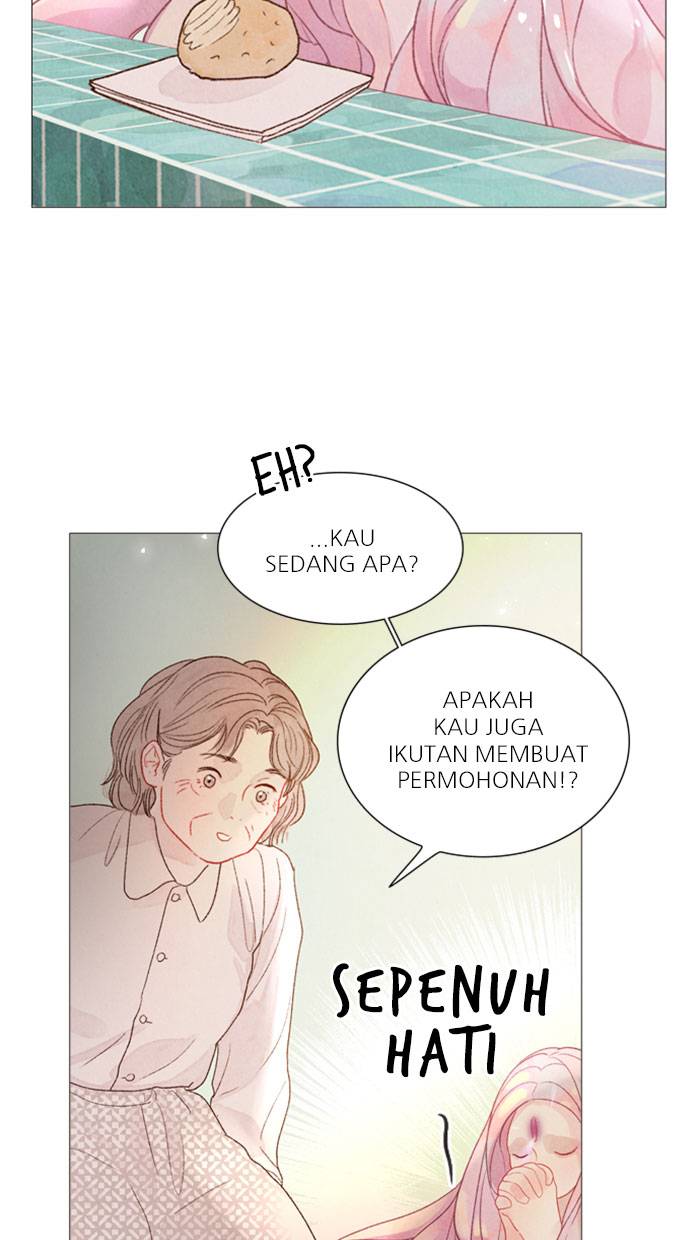 EH?
...KAU
SEDANG APA?
APAKAH
KAU JUGA
IKUTAN MEMBUAT
PERMOHONAN!?
SEPENUH
HATI